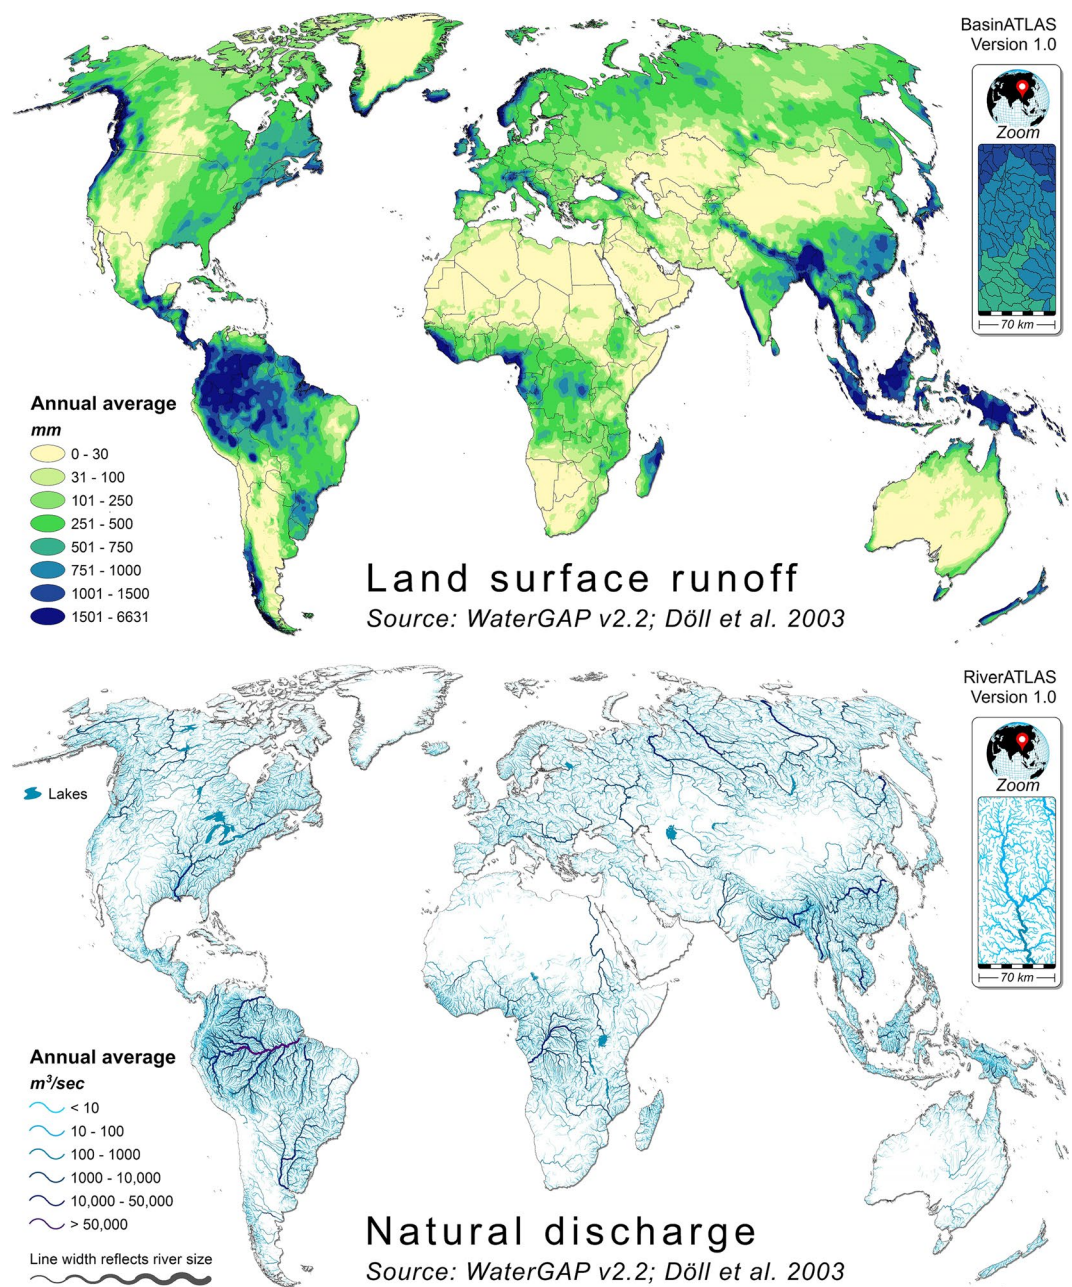 BasinATLAS
Version 1.0
Zoom
70 km
Annual average
mm
0 - 30
31 - 100
101 - 250
251 - 500
501 - 750
751 - 1000
1001 - 1500
1501 - 6631
Land surface runoff
Source: WaterGAP v2.2; Döll et al. 2003
RiverATLAS
Version 1.0
Zoom
70 km
Lakes
Annual average
m³/sec
< 10
10 - 100
100 - 1000
1000 - 10,000
10,000 - 50,000
> 50,000
Line width reflects river size
Natural discharge
Source: WaterGAP v2.2; Döll et al. 2003